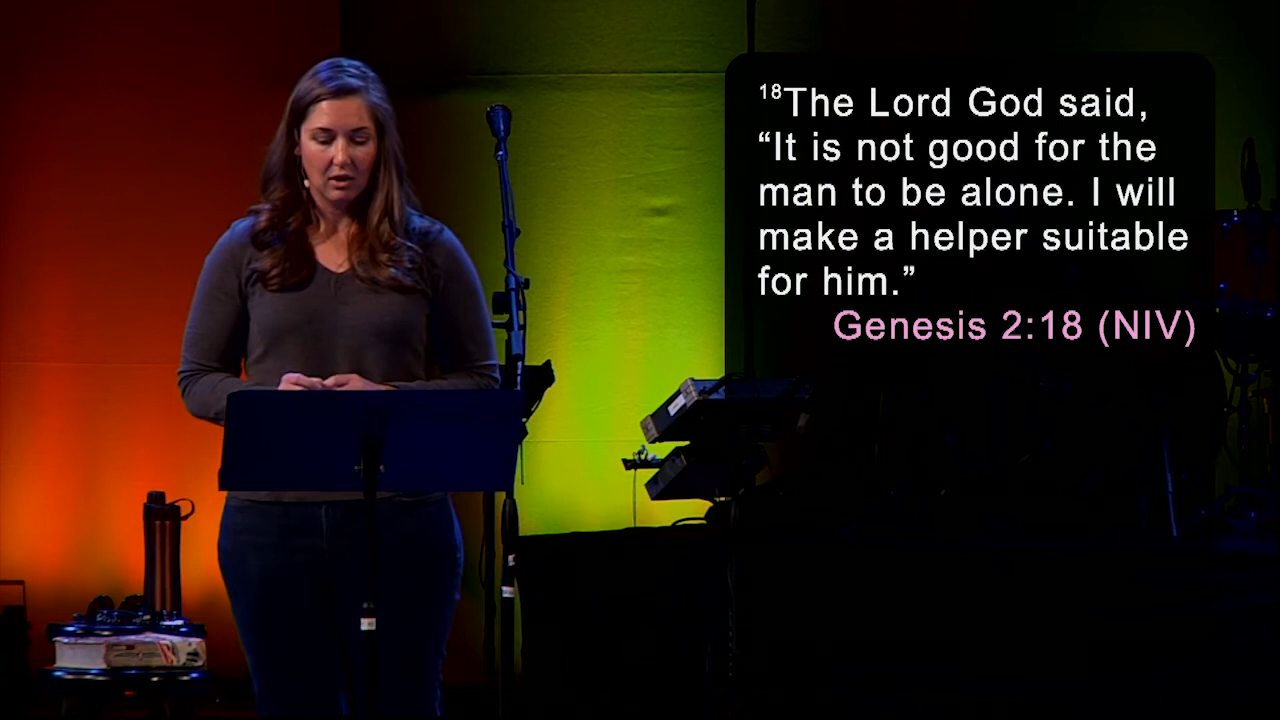 ¹⁸The Lord God said,
“It is not good for the
man to be alone. I will
make a helper suitable
for him.”
Genesis 2:18 (NIV)